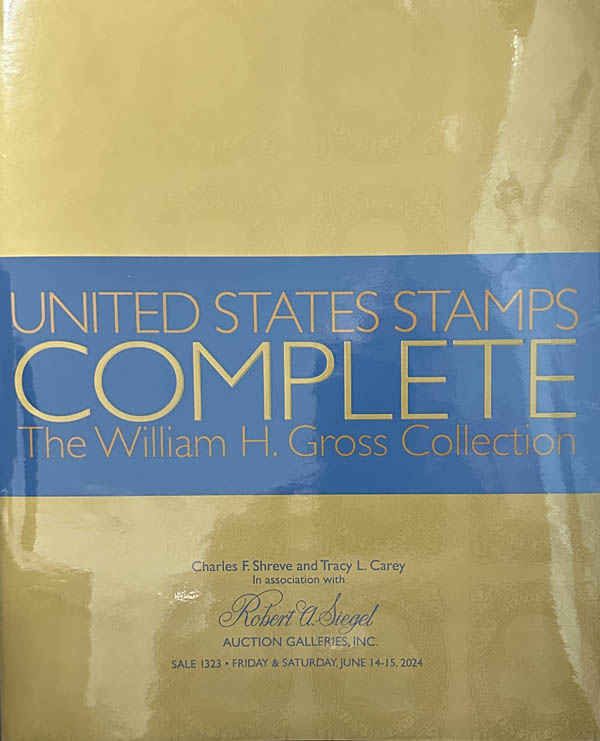 UNITED STATES STAMPS
COMPLETE
The William H. Gross Collection
Charles F. Shreve and Tracy L. Carey
In association with
Robert A. Siegel
AUCTION GALLERIES, INC.
SALE 1323 • FRIDAY & SATURDAY, JUNE 14-15, 2024